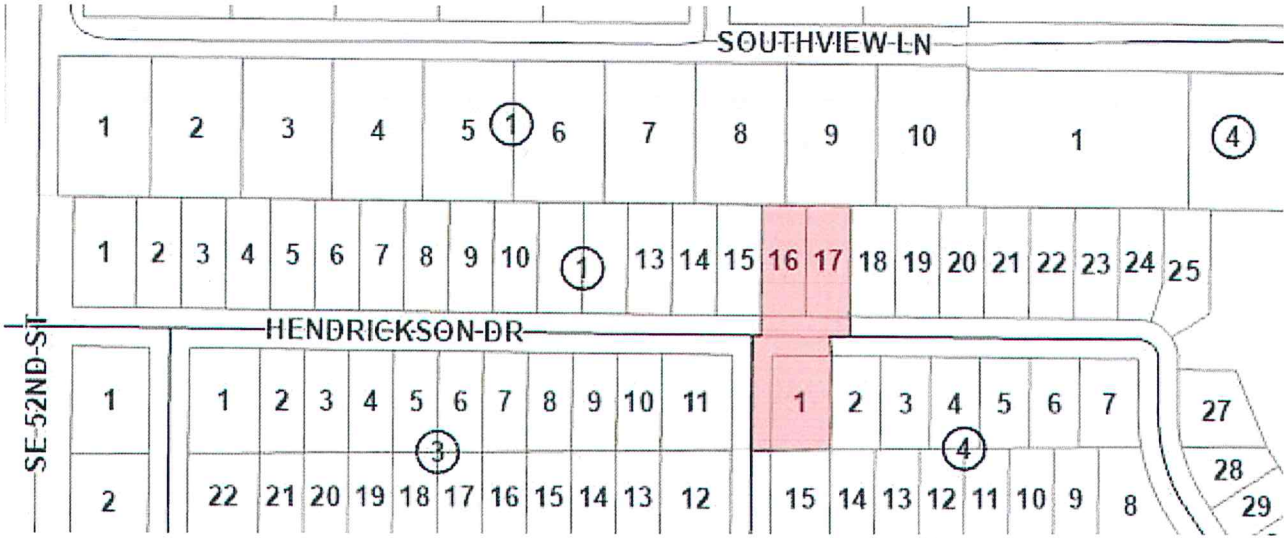 SOUTHVIEW LN
1 2 3 4 5 1 6 7 8 9 10 1 4
1 2 3 4 5 6 7 8 9 10 1 13 14 15 16 17 18 19 20 21 22 23 24 25
HENDRICKSON DR
SE 52ND ST
1 1 2 3 4 5 6 7 8 9 10 11 1 2 3 4 5 6 7 27
3 4
28
2 22 21 20 19 18 17 16 15 14 13 12 15 14 13 12 11 10 9 8 29